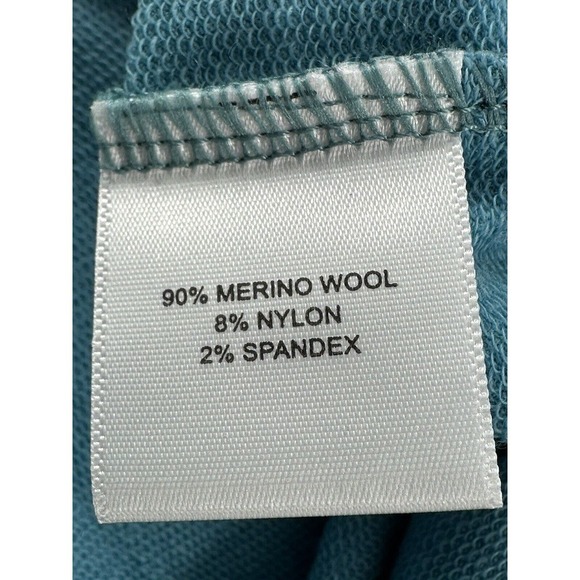 90% MERINO WOOL
8% NYLON
2% SPANDEX